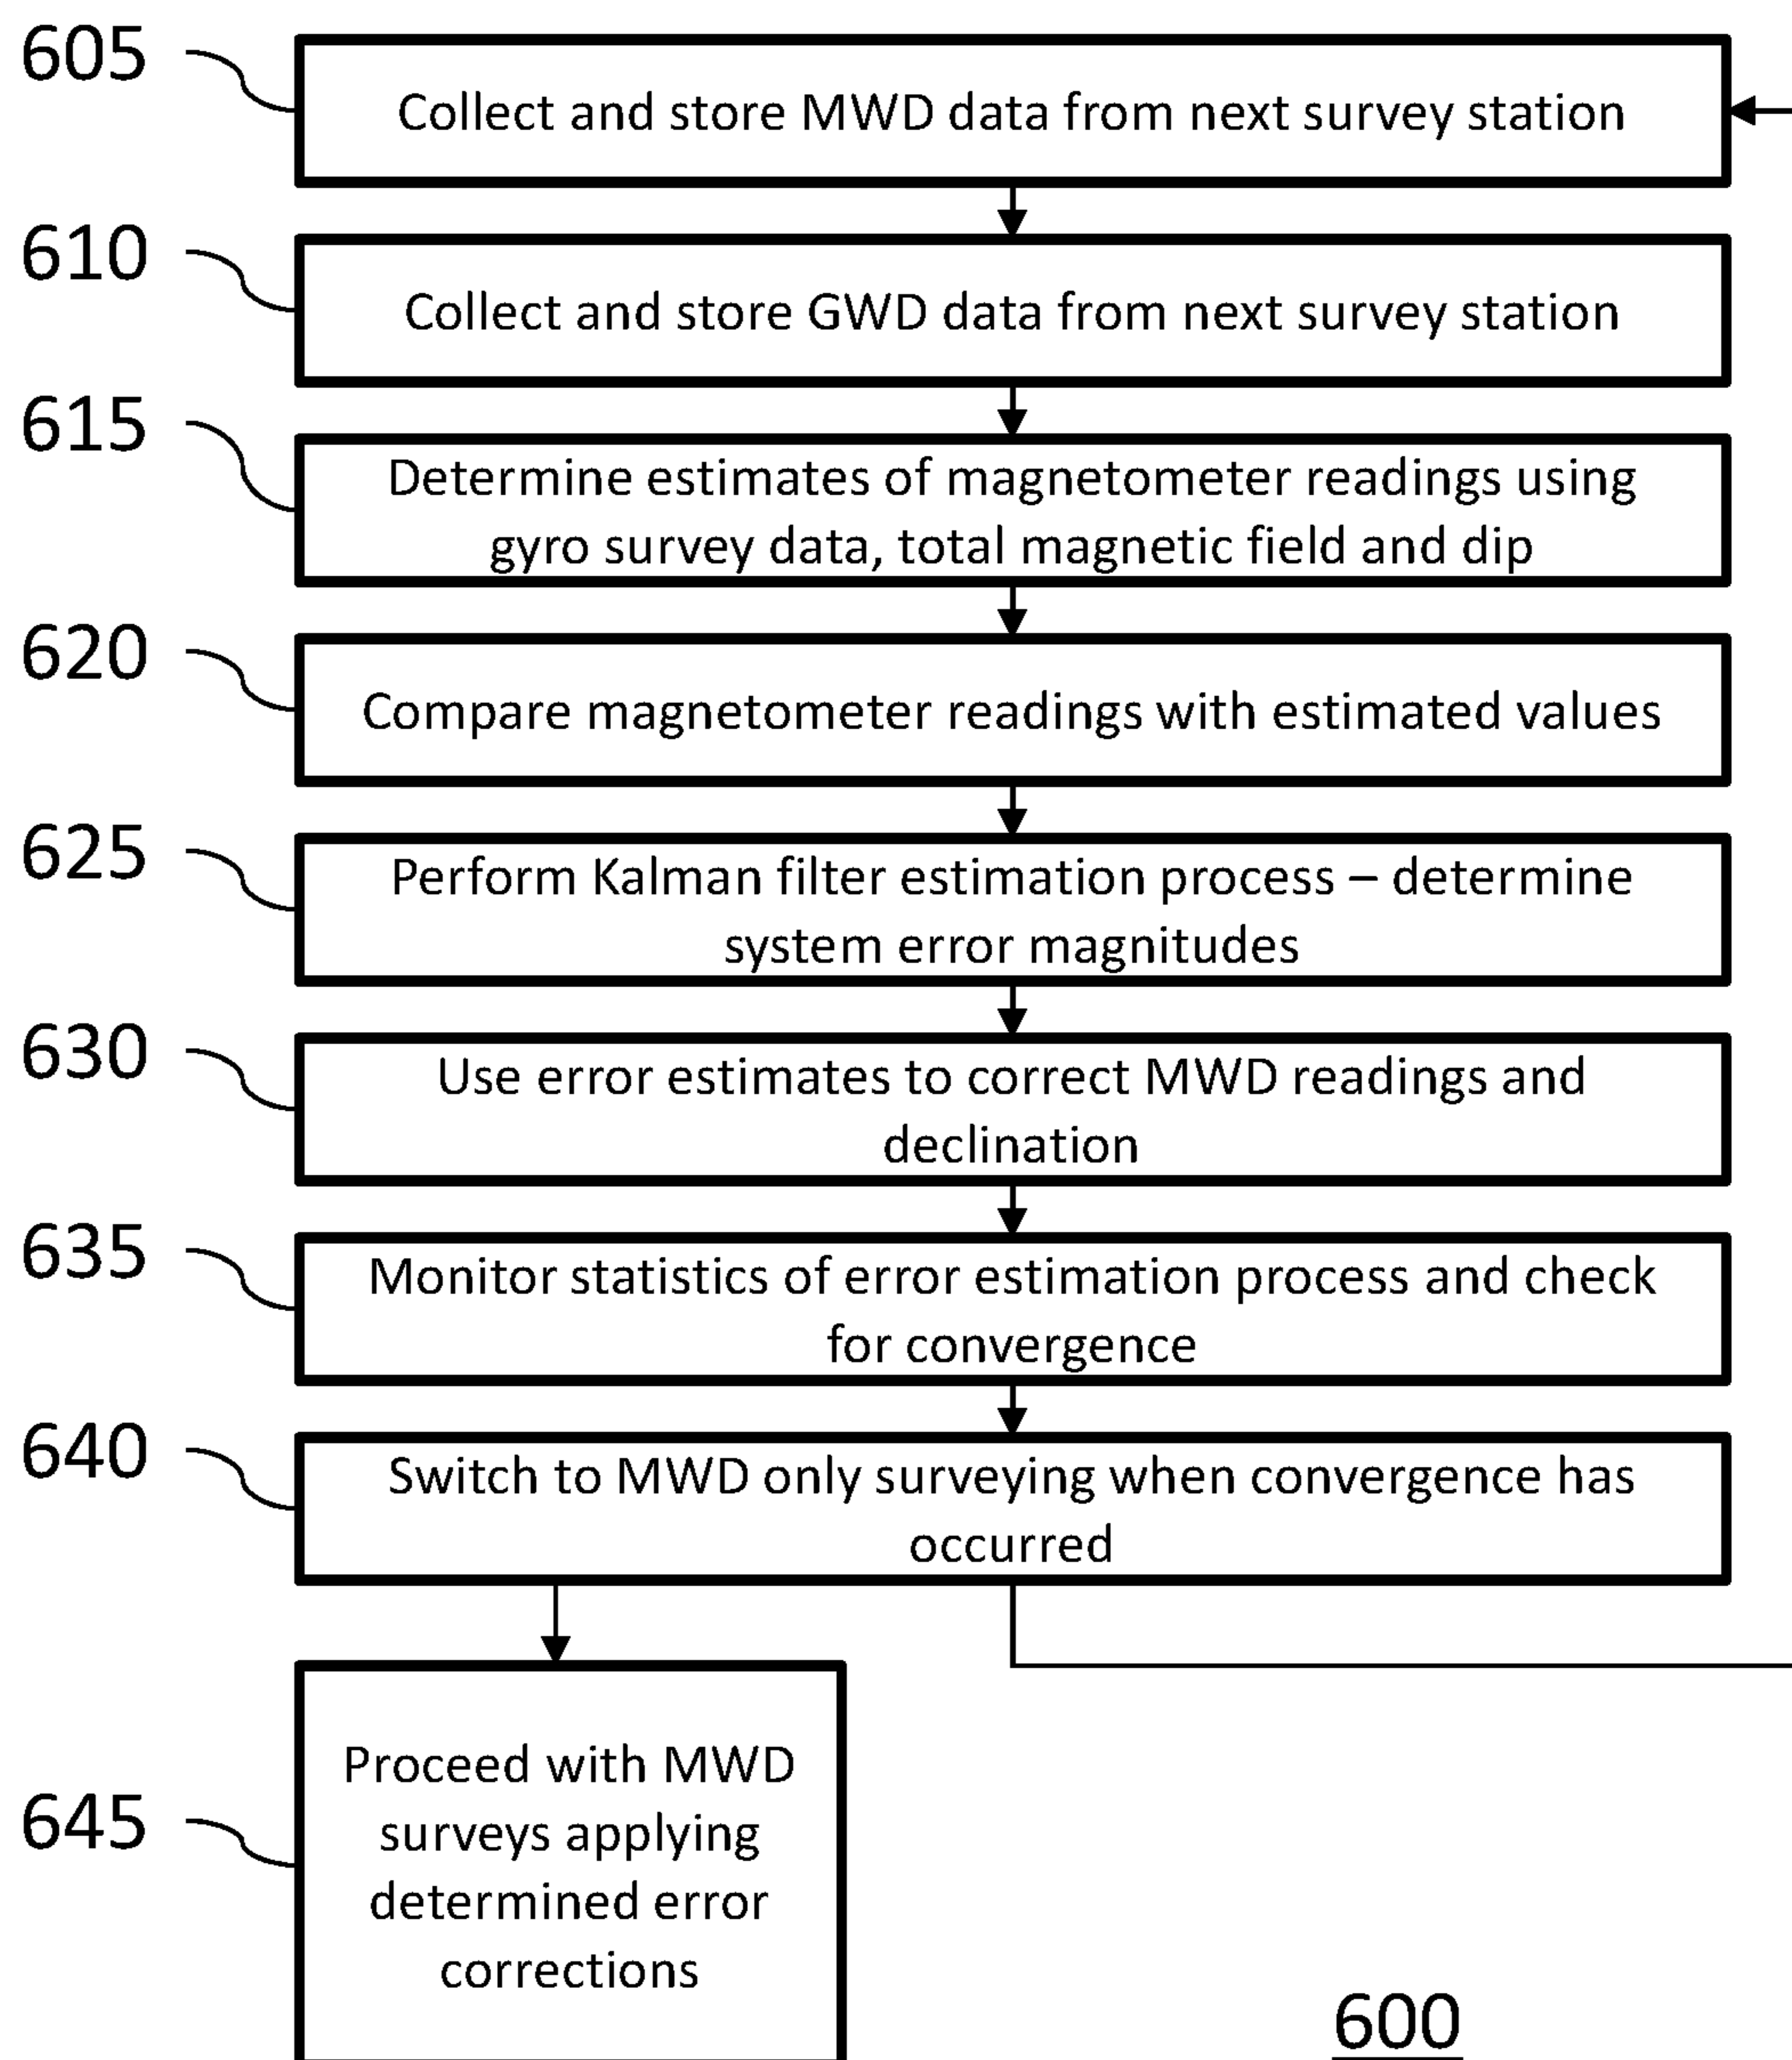 605
Collect and store MWD data from next survey station
610
Collect and store GWD data from next survey station
615
Determine estimates of magnetometer readings using
gyro survey data, total magnetic field and dip
620
Compare magnetometer readings with estimated values
625
Perform Kalman filter estimation process – determine
system error magnitudes
630
Use error estimates to correct MWD readings and
declination
635
Monitor statistics of error estimation process and check
for convergence
640
Switch to MWD only surveying when convergence has
occurred
645
Proceed with MWD
surveys applying
determined error
corrections
600